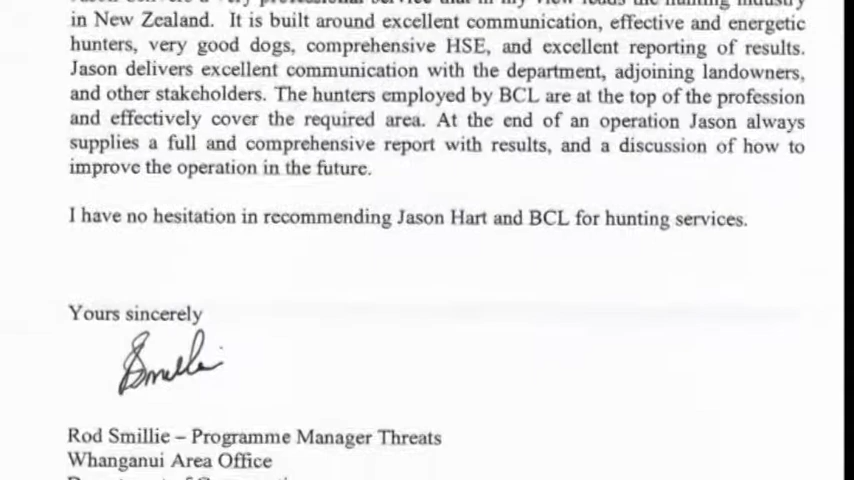 in New Zealand. It is built around excellent communication, effective and energetic
hunters, very good dogs, comprehensive HSE, and excellent reporting of results.
Jason delivers excellent communication with the department, adjoining landowners,
and other stakeholders. The hunters employed by BCL are at the top of the profession
and effectively cover the required area. At the end of an operation Jason always
supplies a full and comprehensive report with results, and a discussion of how to
improve the operation in the future.
I have no hesitation in recommending Jason Hart and BCL for hunting services.
Yours sincerely
Smillie
Rod Smillie – Programme Manager Threats
Whanganui Area Office